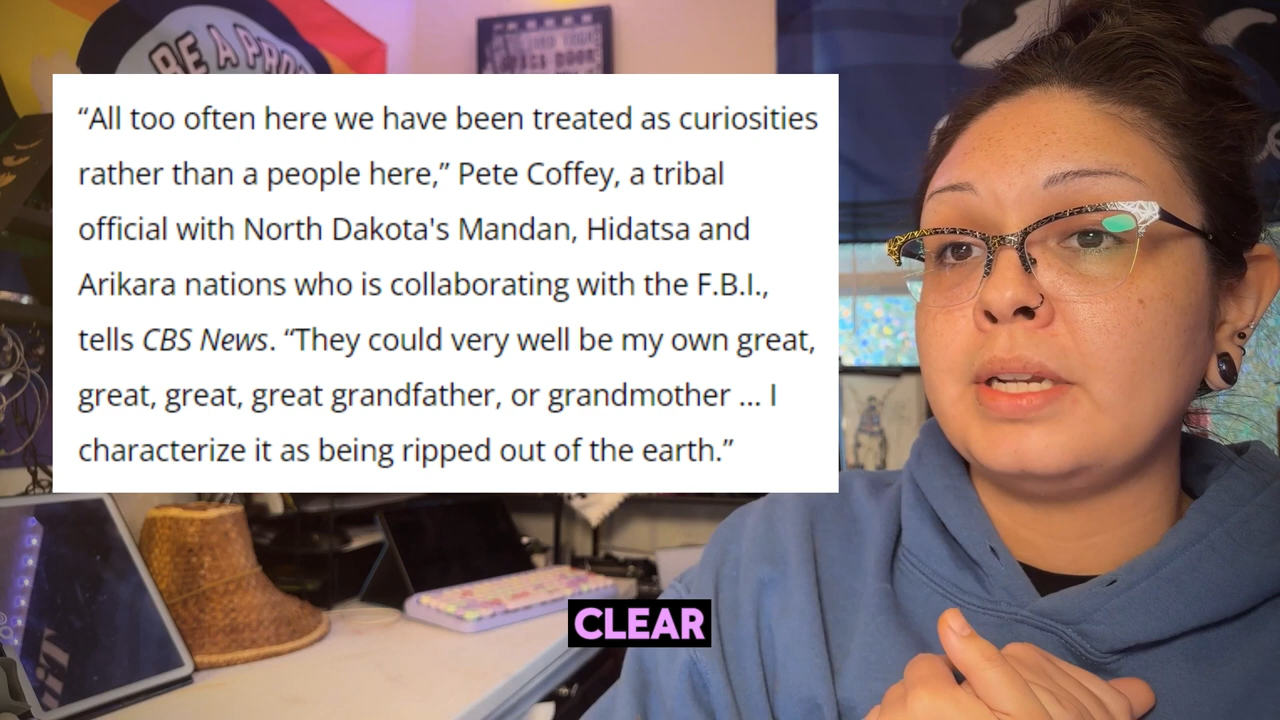 BE A PROB
“All too often here we have been treated as curiosities
rather than a people here,” Pete Coffey, a tribal
official with North Dakota's Mandan, Hidatsa and
Arikara nations who is collaborating with the F.B.I.,
tells CBS News. “They could very well be my own great,
great, great, great grandfather, or grandmother ... I
characterize it as being ripped out of the earth.”
CLEAR